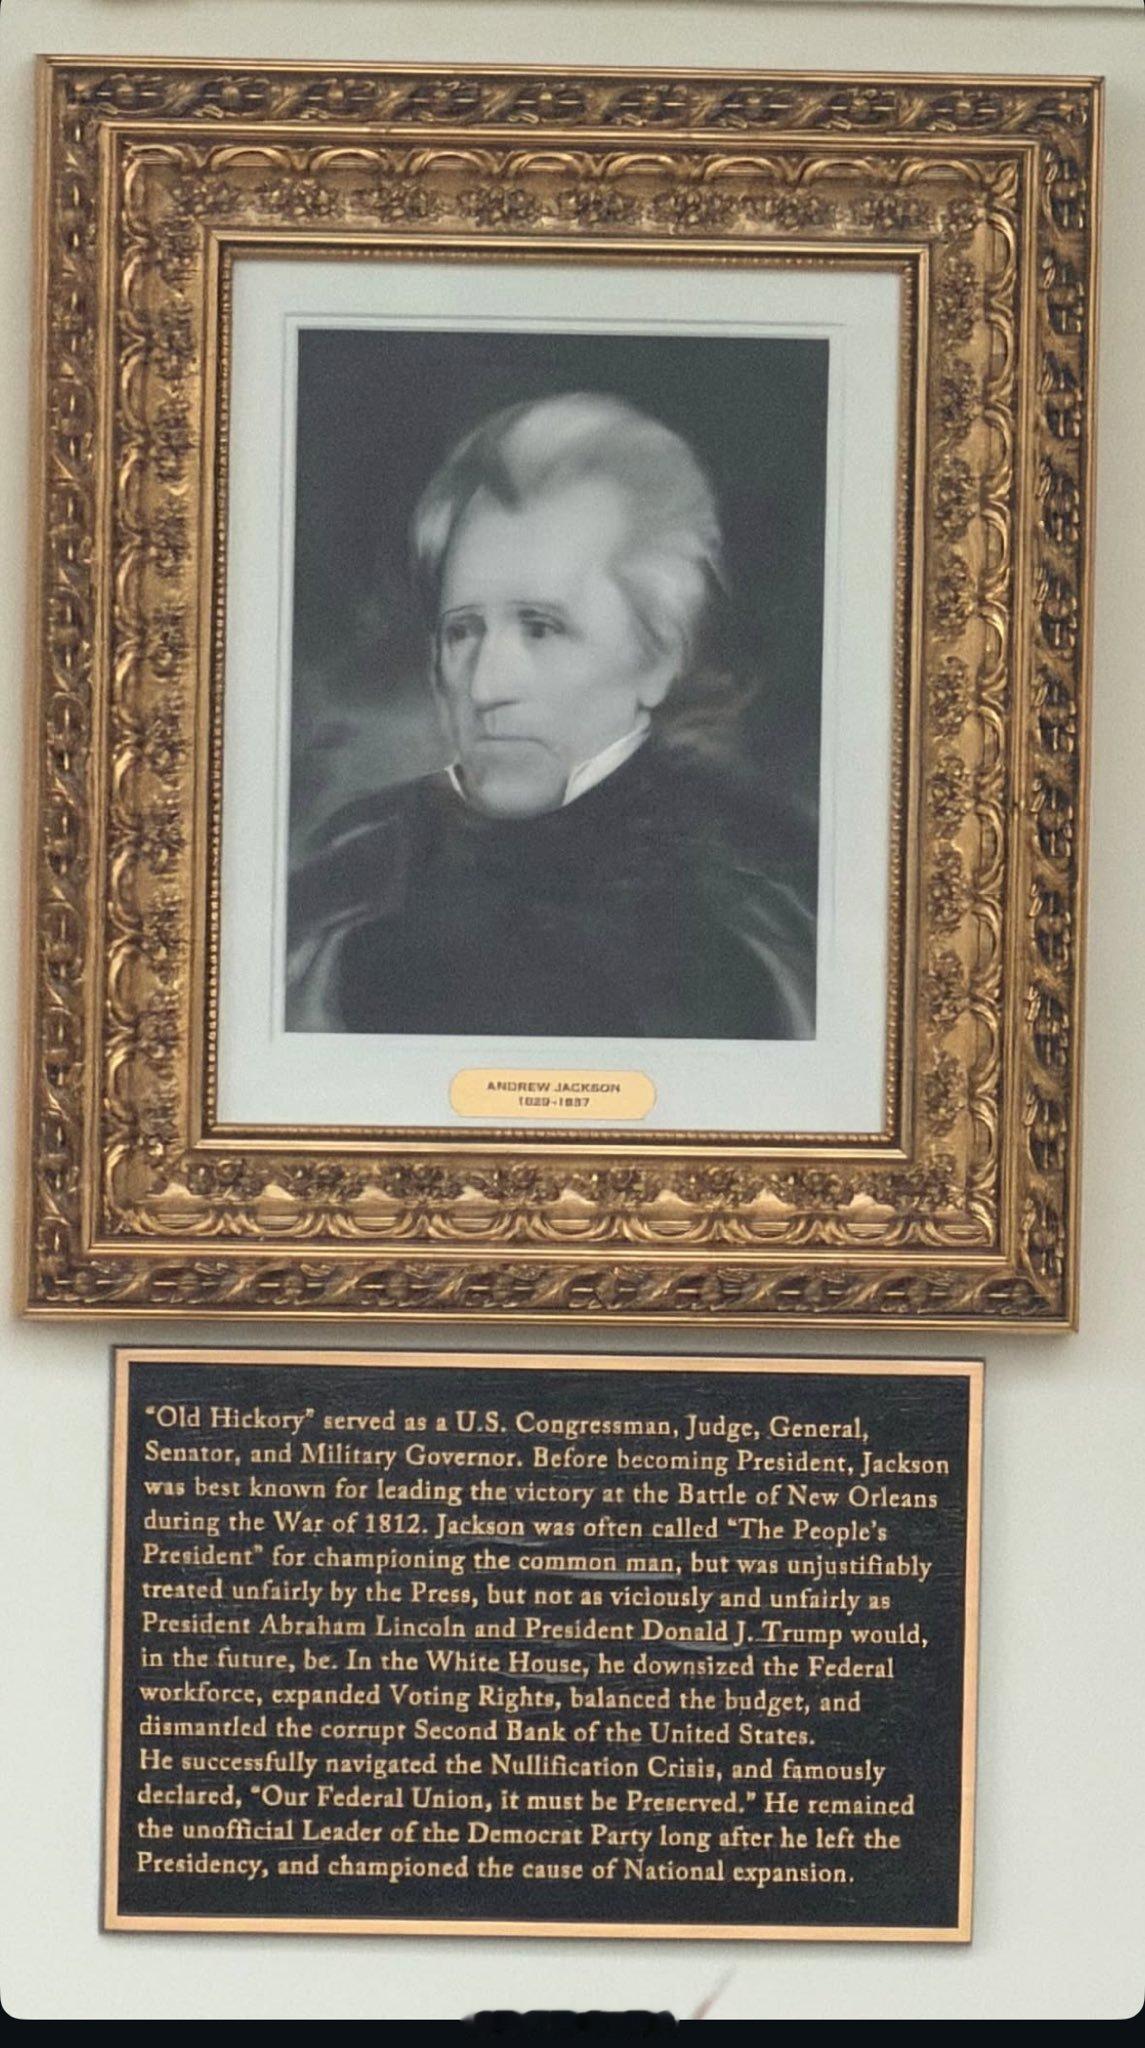 ANDREW JACKSON
1829-1837
"Old Hickory" served as a U.S. Congressman, Judge, General,
Senator, and Military Governor. Before becoming President, Jackson
was best known for leading the victory at the Battle of New Orleans
during the War of 1812. Jackson was often called "The People's
President" for championing the common man, but was unjustifiably
treated unfairly by the Press, but not as viciously and unfairly as
President Abraham Lincoln and President Donald J. Trump would,
in the future, be. In the White House, he downsized the Federal
workforce, expanded Voting Rights, balanced the budget, and
dismantled the corrupt Second Bank of the United States.
He successfully navigated the Nullification Crisis, and famously
declared, "Our Federal Union, it must be Preserved." He remained
the unofficial Leader of the Democrat Party long after he left the
Presidency, and championed the cause of National expansion.